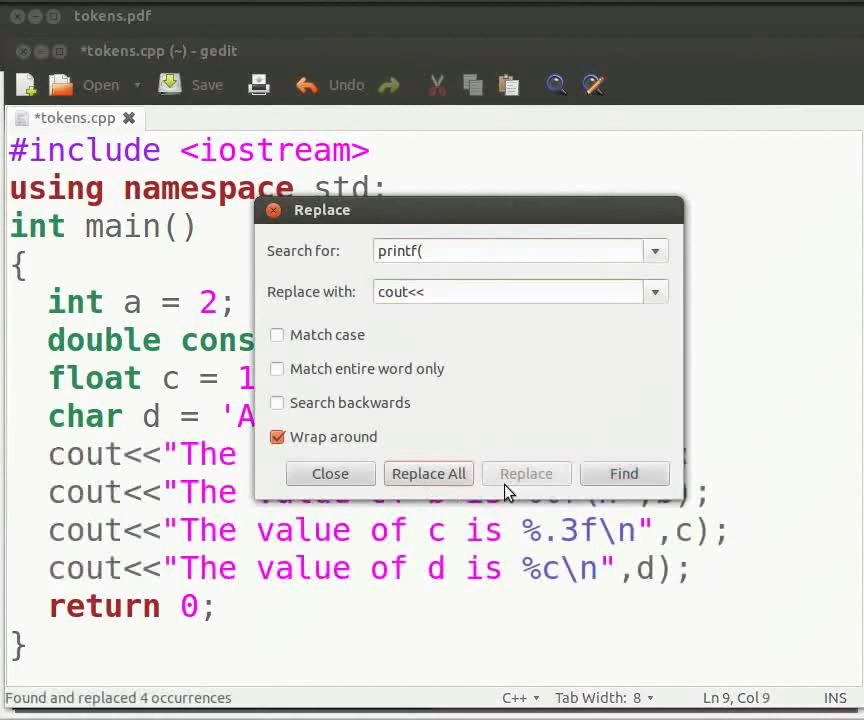 tokens.pdf
*tokens.cpp (~) - gedit
Open Save Undo
*tokens.cpp
#include <iostream>
using namespace std;
int main()
{
int a = 2;
double cons
float c = 1
char d = 'A
Replace
Search for: printf(
Replace with: cout<<
Match case
Match entire word only
Search backwards
Wrap around
Close Replace All Replace Find
cout<<"The
cout<<"The
cout<<"The value of c is %.3f\n",c);
cout<<"The value of d is %c\n",d);
return 0;
}
Found and replaced 4 occurrences C++ Tab Width: 8 Ln 9, Col 9 INS